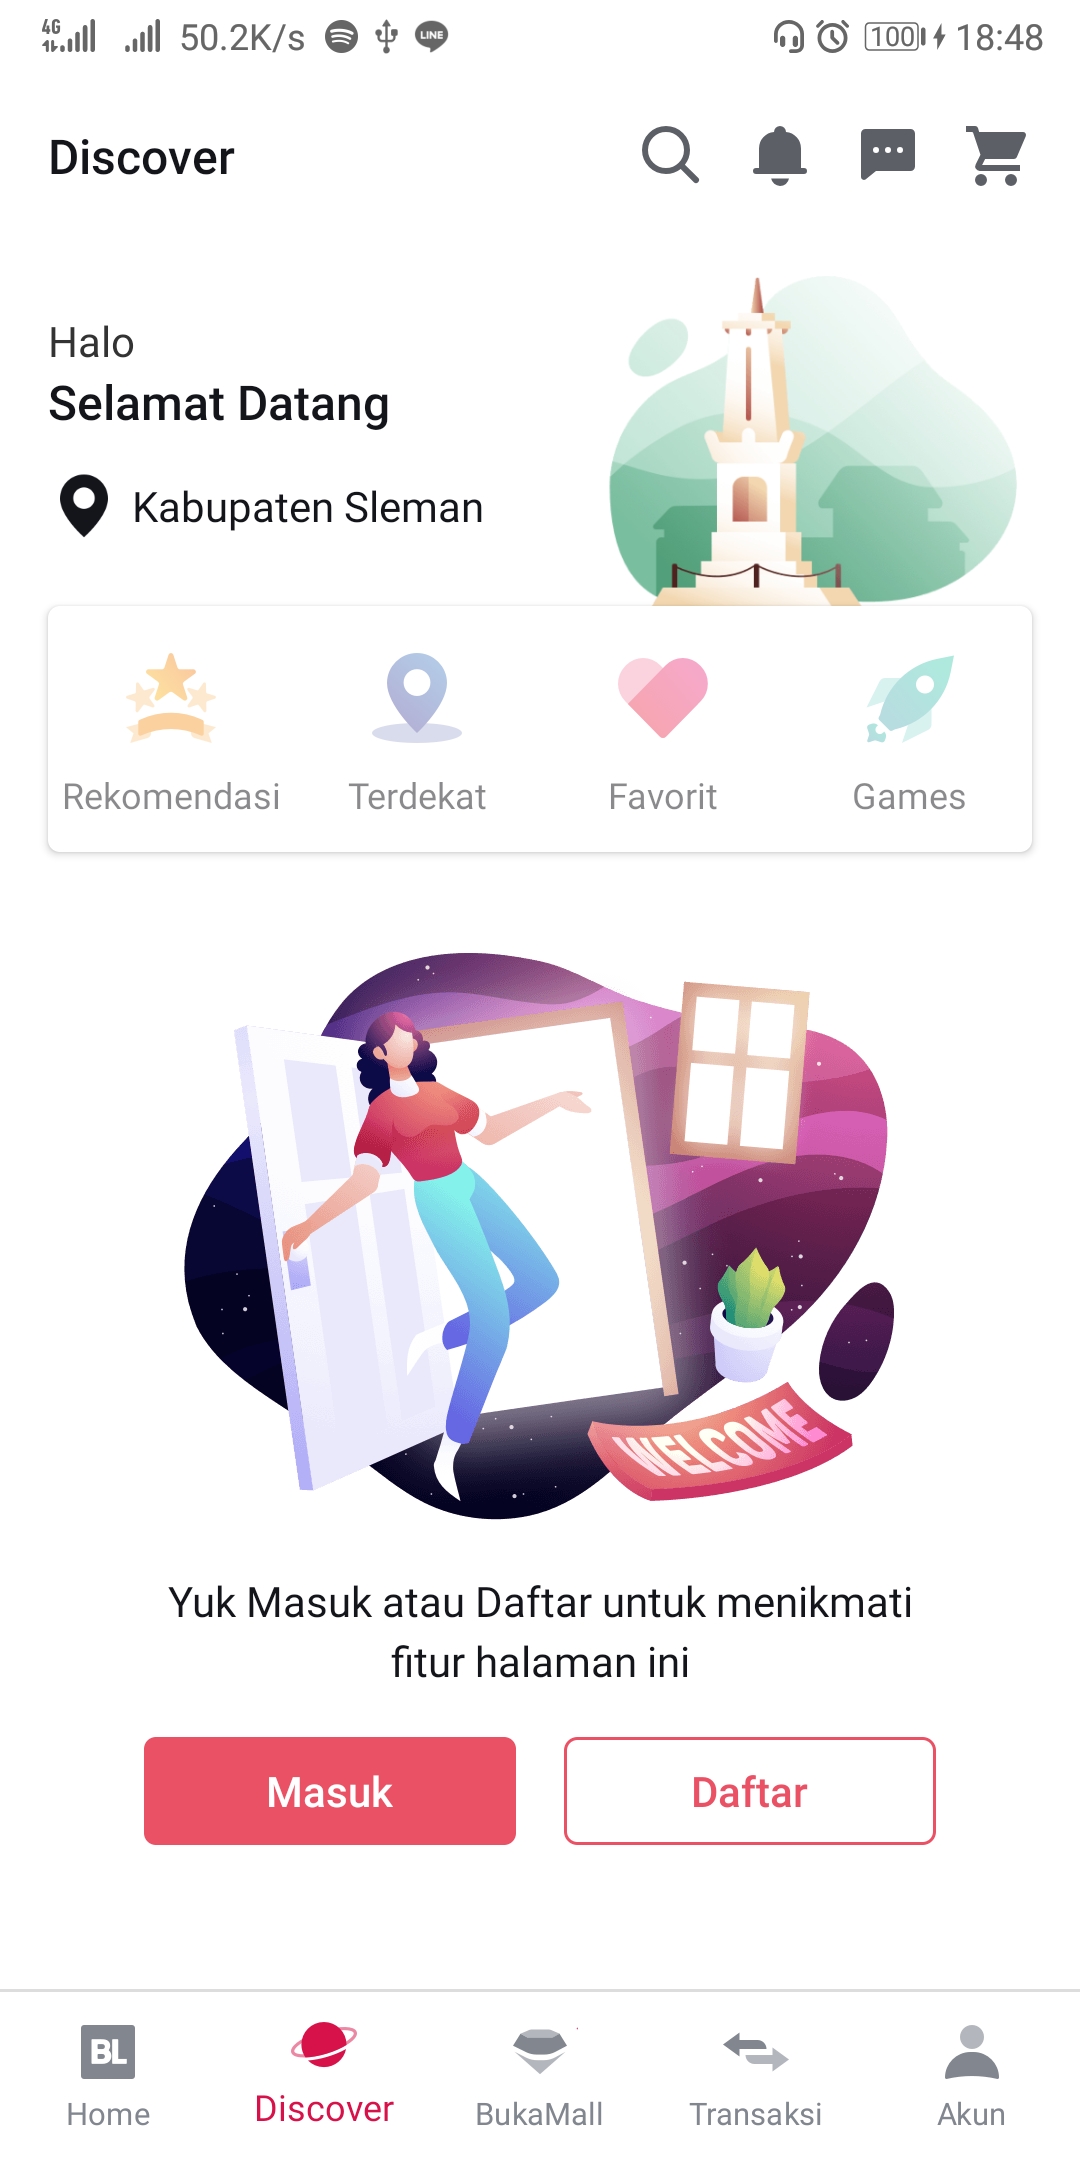 4G 50.2K/s LINE 100 18:48
Discover
Halo
Selamat Datang
Kabupaten Sleman
Rekomendasi Terdekat Favorit Games
WELCOME
Yuk Masuk atau Daftar untuk menikmati
fitur halaman ini
Masuk Daftar
BL
Home Discover BukaMall Transaksi Akun